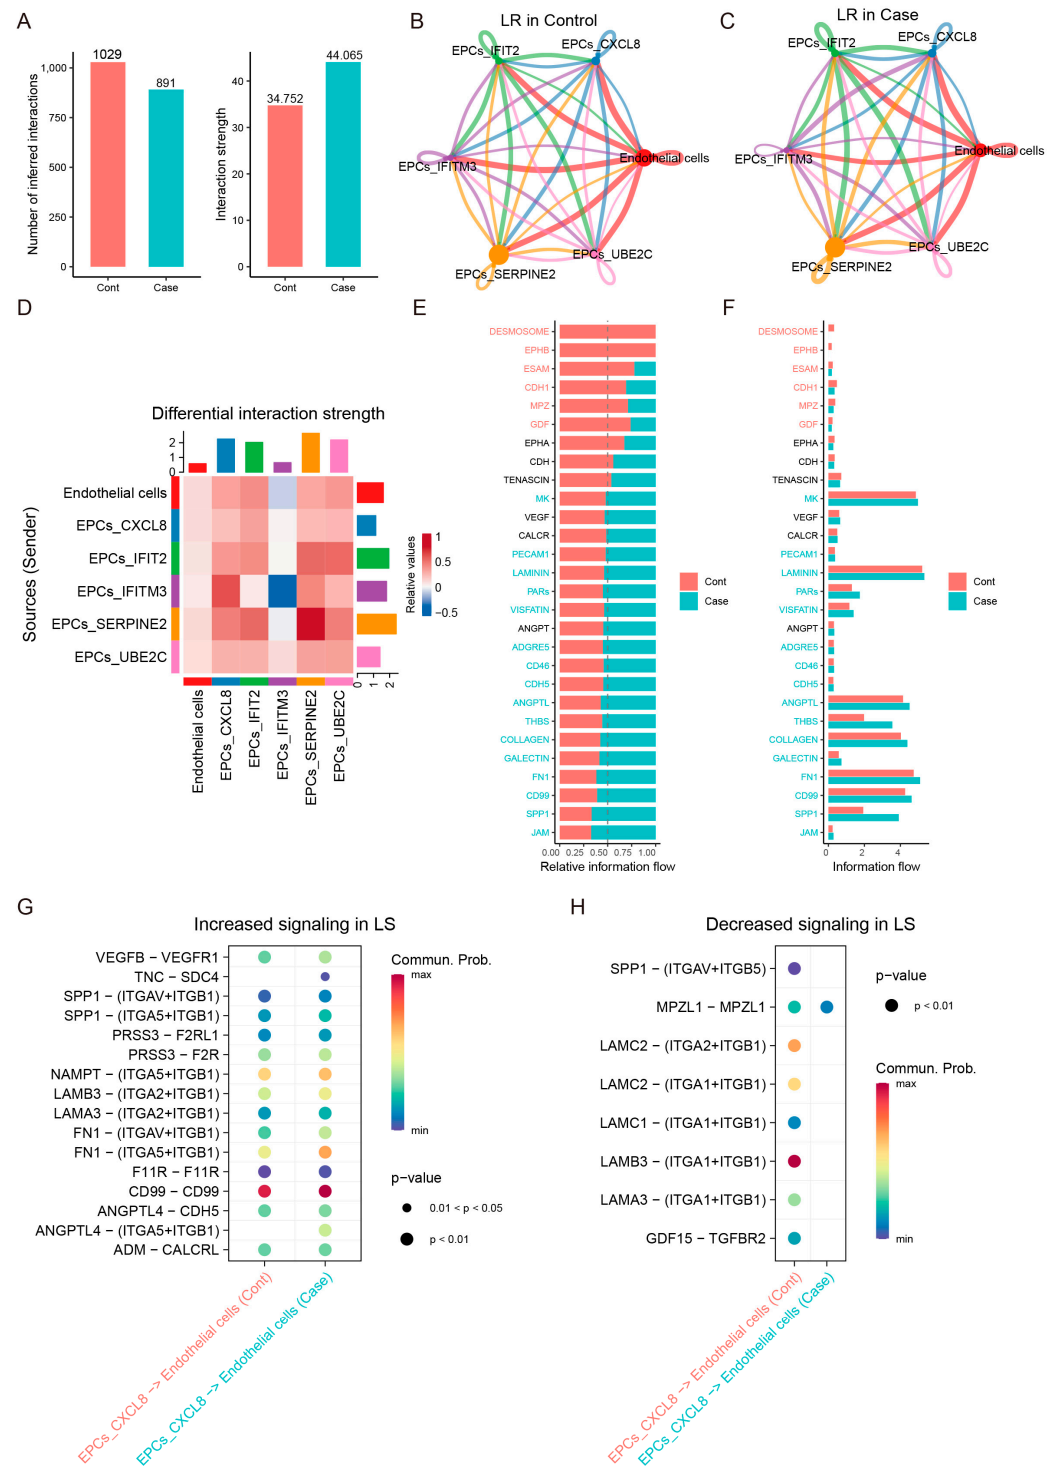 A
1029
891
1,000
750
500
250
0
Number of inferred interactions
Cont
Case
44.065
34.752
40
30
20
10
0
Interaction strength
Cont
Case
B
LR in Control
EPCs_IFIT2
EPCs_CXCL8
EPCs_IFITM3
Endothelial cells
EPCs_SERPINE2
EPCs_UBE2C
C
LR in Case
EPCs_IFIT2
EPCs_CXCL8
EPCs_IFITM3
Endothelial cells
EPCs_SERPINE2
EPCs_UBE2C
D
Differential interaction strength
2
1
0
Sources (Sender)
Endothelial cells
EPCs_CXCL8
EPCs_IFIT2
EPCs_IFITM3
EPCs_SERPINE2
EPCs_UBE2C
0
1
2
Endothelial cells
EPCs_CXCL8
EPCs_IFIT2
EPCs_IFITM3
EPCs_SERPINE2
EPCs_UBE2C
Relative values
1
0.5
0
−0.5
E
DESMOSOME
EPHB
ESAM
CDH1
MPZ
GDF
EPHA
CDH
TENASCIN
MK
VEGF
CALCR
PECAM1
LAMININ
PARs
VISFATIN
ANGPT
ADGRE5
CD46
CDH5
ANGPTL
THBS
COLLAGEN
GALECTIN
FN1
CD99
SPP1
JAM
0.00 0.25 0.50 0.75 1.00
Relative information flow
Cont
Case
F
DESMOSOME
EPHB
ESAM
CDH1
MPZ
GDF
EPHA
CDH
TENASCIN
MK
VEGF
CALCR
PECAM1
LAMININ
PARs
VISFATIN
ANGPT
ADGRE5
CD46
CDH5
ANGPTL
THBS
COLLAGEN
GALECTIN
FN1
CD99
SPP1
JAM
0 2 4
Information flow
Cont
Case
G
Increased signaling in LS
VEGFB − VEGFR1
TNC − SDC4
SPP1 − (ITGAV+ITGB1)
SPP1 − (ITGA5+ITGB1)
PRSS3 − F2RL1
PRSS3 − F2R
NAMPT − (ITGA5+ITGB1)
LAMB3 − (ITGA2+ITGB1)
LAMA3 − (ITGA2+ITGB1)
FN1 − (ITGAV+ITGB1)
FN1 − (ITGA5+ITGB1)
F11R − F11R
CD99 − CD99
ANGPTL4 − CDH5
ANGPTL4 − (ITGA5+ITGB1)
ADM − CALCRL
EPCs_CXCL8 −> Endothelial cells (Cont)
EPCs_CXCL8 −> Endothelial cells (Case)
Commun. Prob.
max
min
p−value
0.01 < p < 0.05
p < 0.01
H
Decreased signaling in LS
SPP1 − (ITGAV+ITGB5)
MPZL1 − MPZL1
LAMC2 − (ITGA2+ITGB1)
LAMC2 − (ITGA1+ITGB1)
LAMC1 − (ITGA1+ITGB1)
LAMB3 − (ITGA1+ITGB1)
LAMA3 − (ITGA1+ITGB1)
GDF15 − TGFBR2
EPCs_CXCL8 −> Endothelial cells (Cont)
EPCs_CXCL8 −> Endothelial cells (Case)
p−value
p < 0.01
Commun. Prob.
max
min